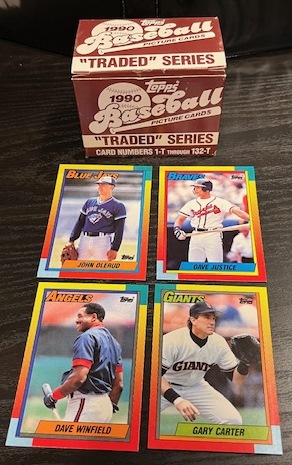 1990 Topps
Baseball
PICTURE CARDS
"TRADED" SERIES
Topps
1990
Baseball
PICTURE CARDS
"TRADED" SERIES
CARD NUMBERS 1-T THROUGH 132-T
BLUE JAYS
Topps
JOHN OLERUD
BRAVES
Topps
Braves
DAVE JUSTICE
ANGELS
Topps
DAVE WINFIELD
GIANTS
Topps
GIANTS
GARY CARTER